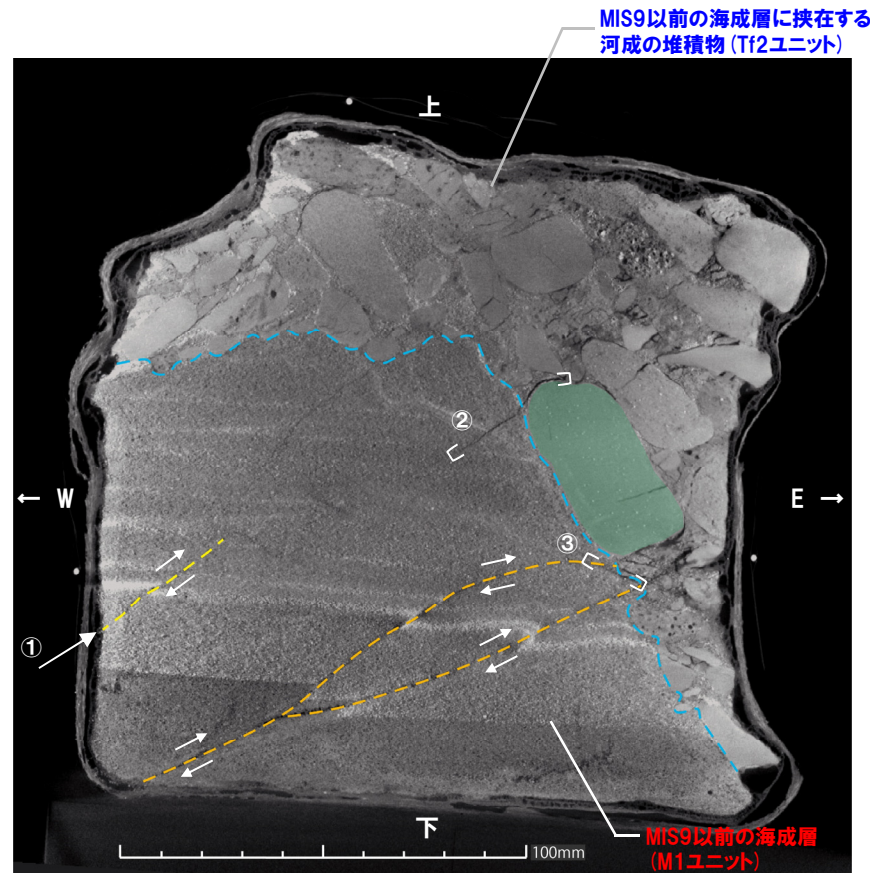 MIS9以前の海成層に挟在する
河成の堆積物(Tf2ユニット)
上
②
← W
E →
③
①
下
100mm
MIS9以前の海成層
(M1ユニット)